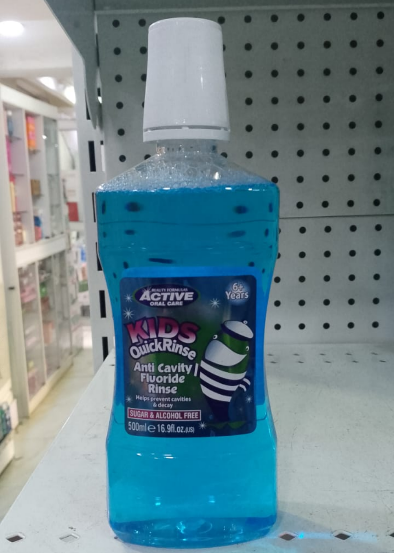 BEAUTY FORMULAS
ACTIVE
ORAL CARE
6+
Years
KIDS
QuickRinse
Anti Cavity
Fluoride
Rinse
Helps prevent cavities
& decay
SUGAR & ALCOHOL FREE
500ml e 16.9fl.oz.(US)